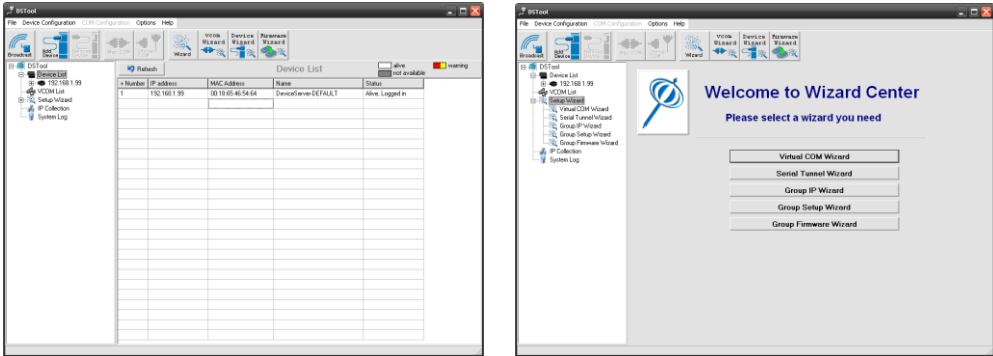 DSTool
File Device Configuration COM Configuration Options Help
Broadcast Add Device Wizard VCOM Wizard Device Wizard Firmware Wizard
DSTool
Device List
192.168.1.99
VCOM List
Setup Wizard
IP Collection
System Log
Refresh Device List alive warning
not available
Number IP address MAC Address Name Status
1 192.168.1.99 00:18:65:46:54:64 DeviceServer-DEFAULT Alive, Logged in
DSTool
File Device Configuration COM Configuration Options Help
Broadcast Add Device Wizard VCOM Wizard Device Wizard Firmware Wizard
DSTool
Device List
192.168.1.99
VCOM List
Setup Wizard
Virtual COM Wizard
Serial Tunnel Wizard
Group IP Wizard
Group Setup Wizard
Group Firmware Wizard
IP Collection
System Log
Welcome to Wizard Center
Please select a wizard you need
Virtual COM Wizard
Serial Tunnel Wizard
Group IP Wizard
Group Setup Wizard
Group Firmware Wizard